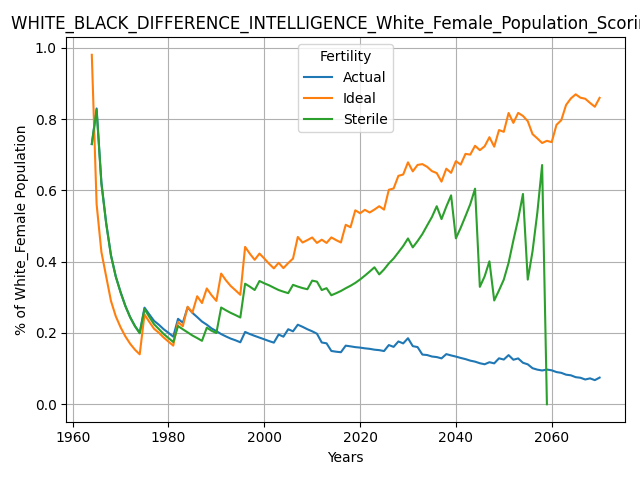 WHITE_BLACK_DIFFERENCE_INTELLIGENCE_White_Female_Population_Scorin
1.0
0.8
0.6
0.4
0.2
0.0
% of White_Female Population
Fertility
Actual
Ideal
Sterile
1960 1980 2000 2020 2040 2060
Years